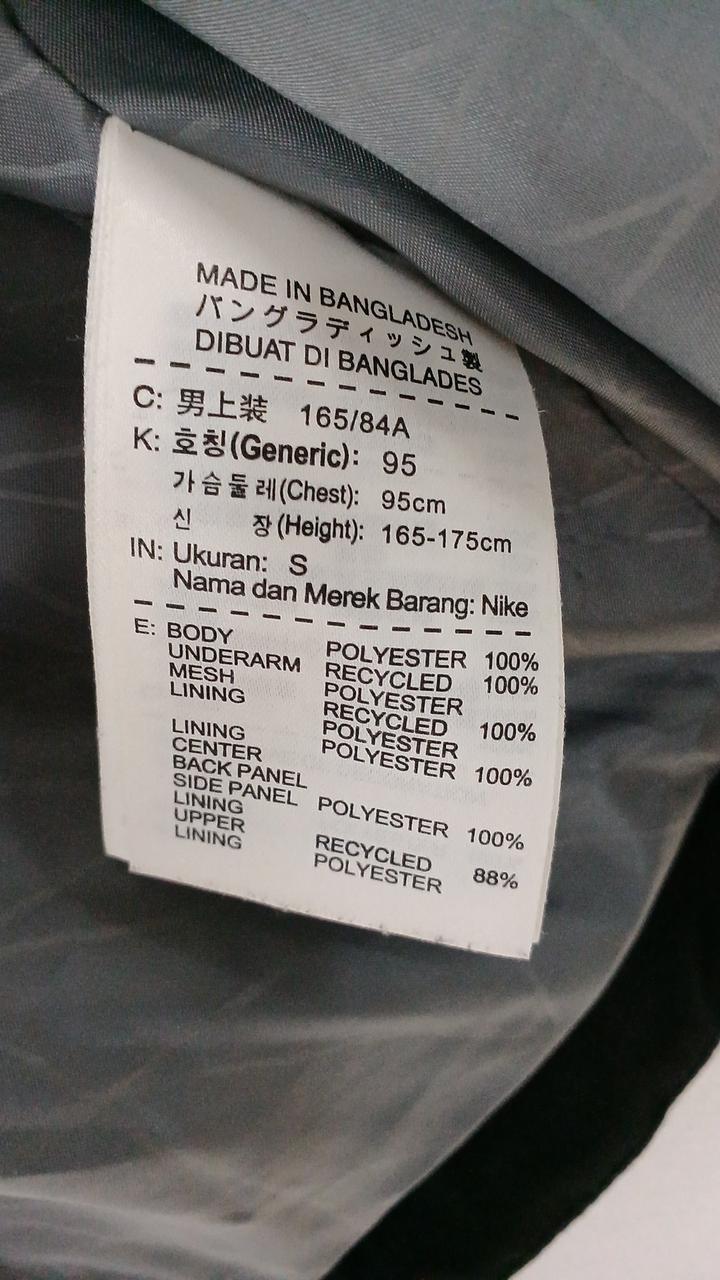 MADE IN BANGLADESH
バングラディッシュ製
DIBUAT DI BANGLADES
C: 男上装 165/84A
K: 호칭(Generic): 95
가슴둘레(Chest): 95cm
신 장(Height): 165-175cm
IN: Ukuran: S
Nama dan Merek Barang: Nike
E: BODY POLYESTER 100%
UNDERARM RECYCLED 100%
MESH POLYESTER
LINING RECYCLED 100%
POLYESTER
LINING POLYESTER 100%
CENTER
BACK PANEL
SIDE PANEL POLYESTER 100%
LINING
UPPER RECYCLED 88%
LINING POLYESTER